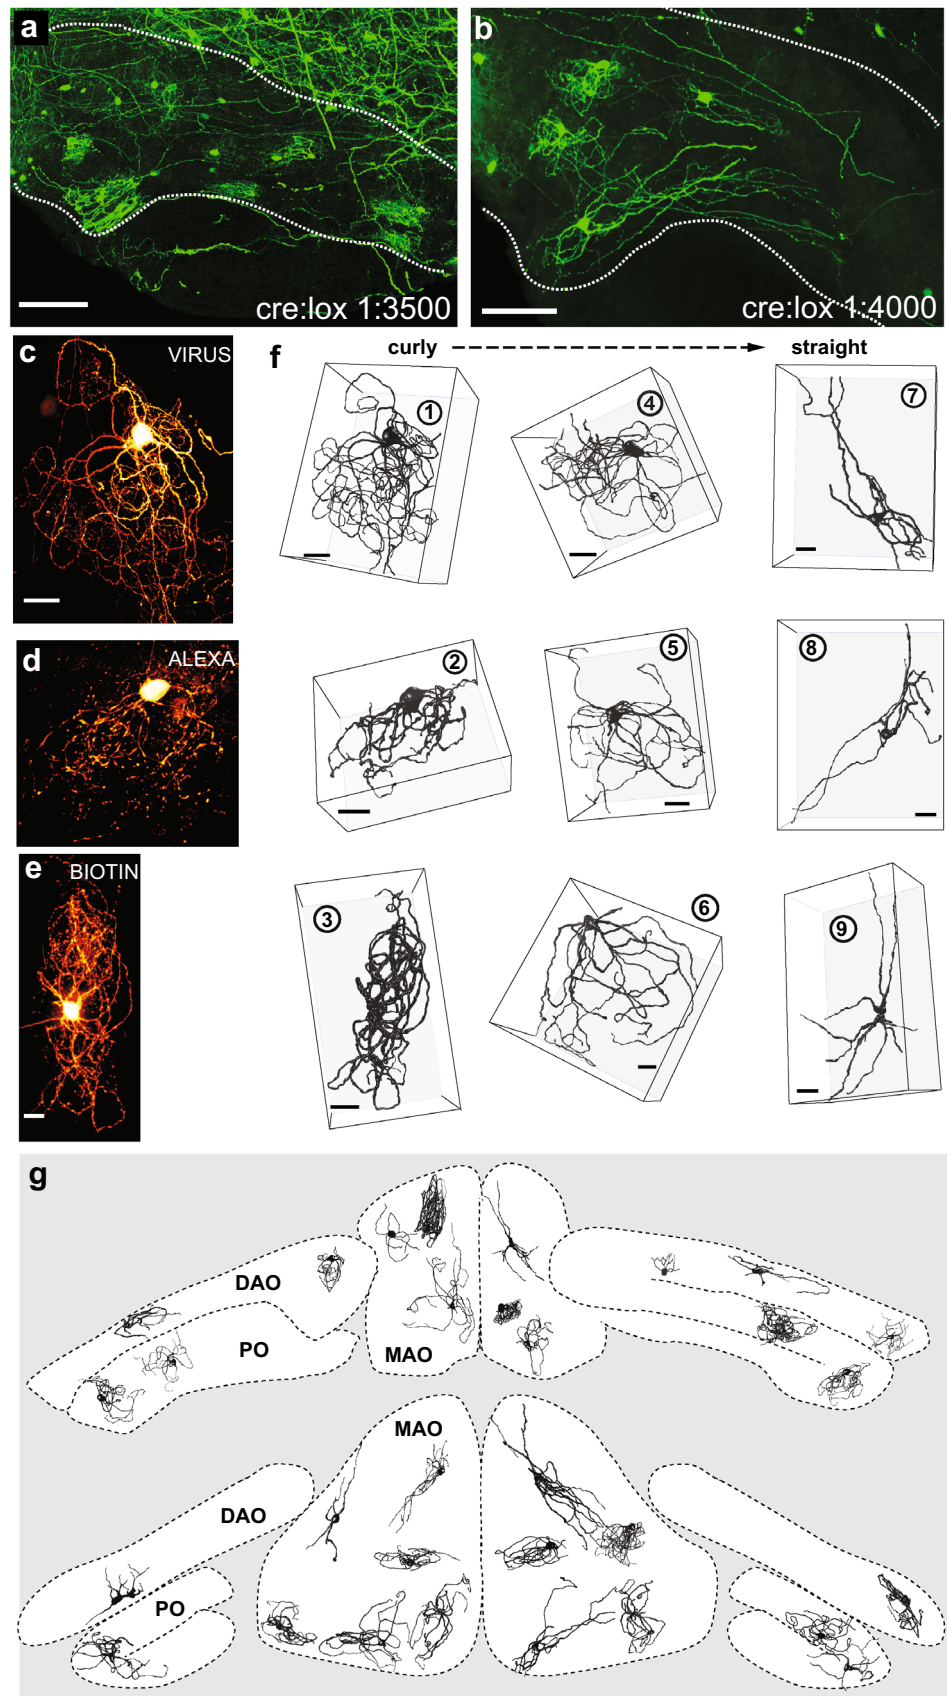 a
b
cre:lox 1:3500
cre:lox 1:4000
c
VIRUS
f
curly
straight
1
4
7
d
ALEXA
2
5
8
e
BIOTIN
3
6
9
g
DAO
PO
MAO
MAO
DAO
PO